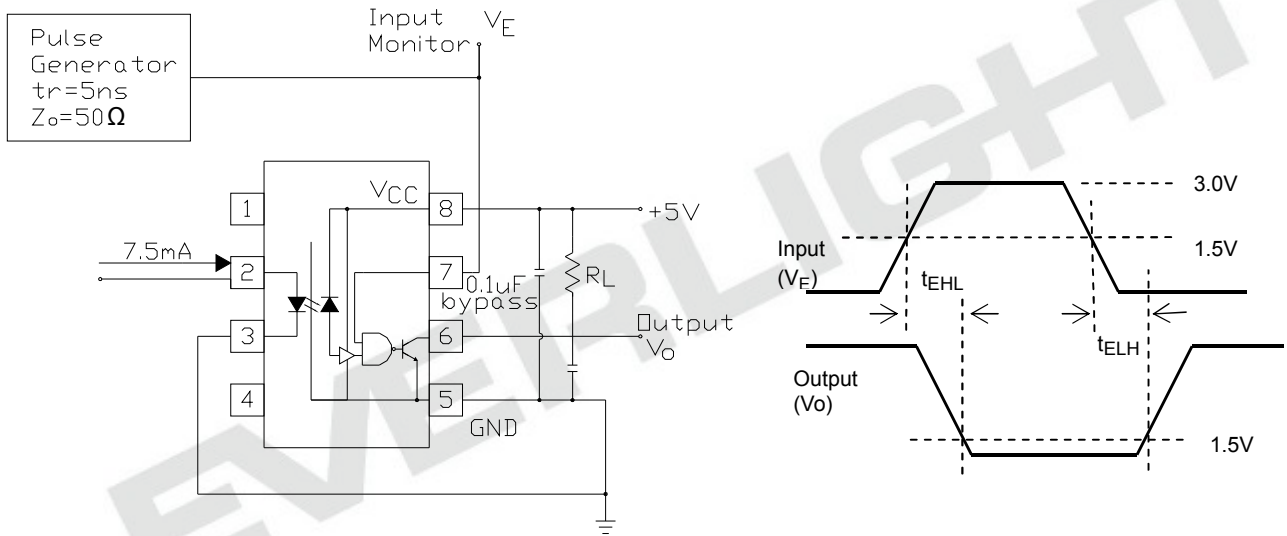 Pulse
Generator
tr=5ns
Zo=50Ω
Input
Monitor
VE
VCC
1
8
+5V
7.5mA
2
7
0.1uF
bypass
RL
3
6
Output
Vo
4
5
GND
3.0V
Input
(VE)
1.5V
tEHL
tELH
Output
(Vo)
1.5V
EVERLIGHT